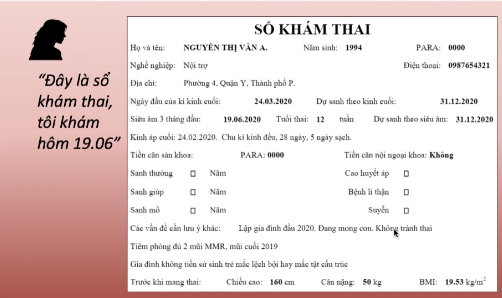 SỔ KHÁM THAI
Họ và tên: NGUYỄN THỊ VÂN A. Năm sinh: 1994 PARA: 0000
Nghề nghiệp: Nội trợ Điện thoại: 0987654321
Địa chỉ: Phường 4, Quận Y, Thành phố P.
Ngày đầu của kì kinh cuối: 24.03.2020 Dự sanh theo kinh cuối: 31.12.2020
Siêu âm 3 tháng đầu: 19.06.2020 Tuổi thai: 12 tuần Dự sanh theo siêu âm: 31.12.2020
Kinh áp cuối: 24.02.2020. Chu kì kinh đều, 28 ngày, 5 ngày sạch.
Tiền căn sản khoa: PARA: 0000 Tiền căn nội ngoại khoa: Không
Sanh thường □ Năm Cao huyết áp □
Sanh giúp □ Năm Bệnh lí thận □
Sanh mổ □ Năm Suyễn □
Các vấn đề cần lưu ý khác: Lập gia đình đầu 2020. Đang mong con. Không tránh thai
Tiêm phòng đủ 2 mũi MMR, mũi cuối 2019
Gia đình không tiền sử sinh trẻ mắc lệch bội hay mắc tật cấu trúc
Trước khi mang thai: Chiều cao: 160 cm Cân nặng: 50 kg BMI: 19.53 kg/m²
“Đây là sổ
khám thai,
tôi khám
hôm 19.06”